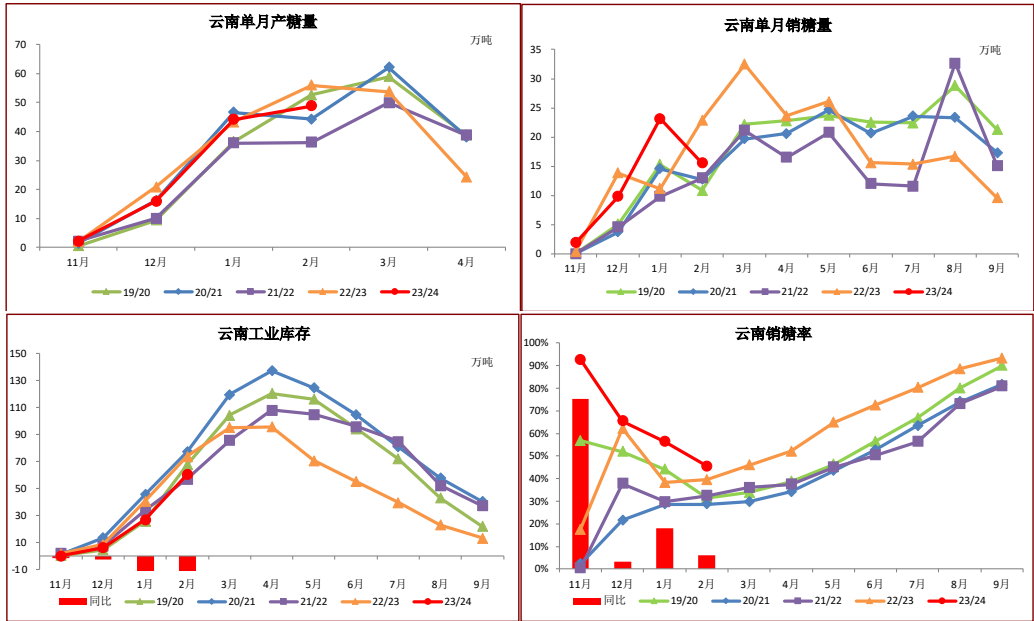 云南单月产糖量
万吨
70
60
50
40
30
20
10
0
11月 12月 1月 2月 3月 4月
19/20 20/21 21/22 22/23 23/24
云南单月销糖量
万吨
35
30
25
20
15
10
5
0
11月 12月 1月 2月 3月 4月 5月 6月 7月 8月 9月
19/20 20/21 21/22 22/23 23/24
云南工业库存
万吨
150
130
110
90
70
50
30
10
-10
11月 12月 1月 2月 3月 4月 5月 6月 7月 8月 9月
同比 19/20 20/21 21/22 22/23 23/24
云南销糖率
100%
90%
80%
70%
60%
50%
40%
30%
20%
10%
0%
11月 12月 1月 2月 3月 4月 5月 6月 7月 8月 9月
同比 19/20 20/21 21/22 22/23 23/24